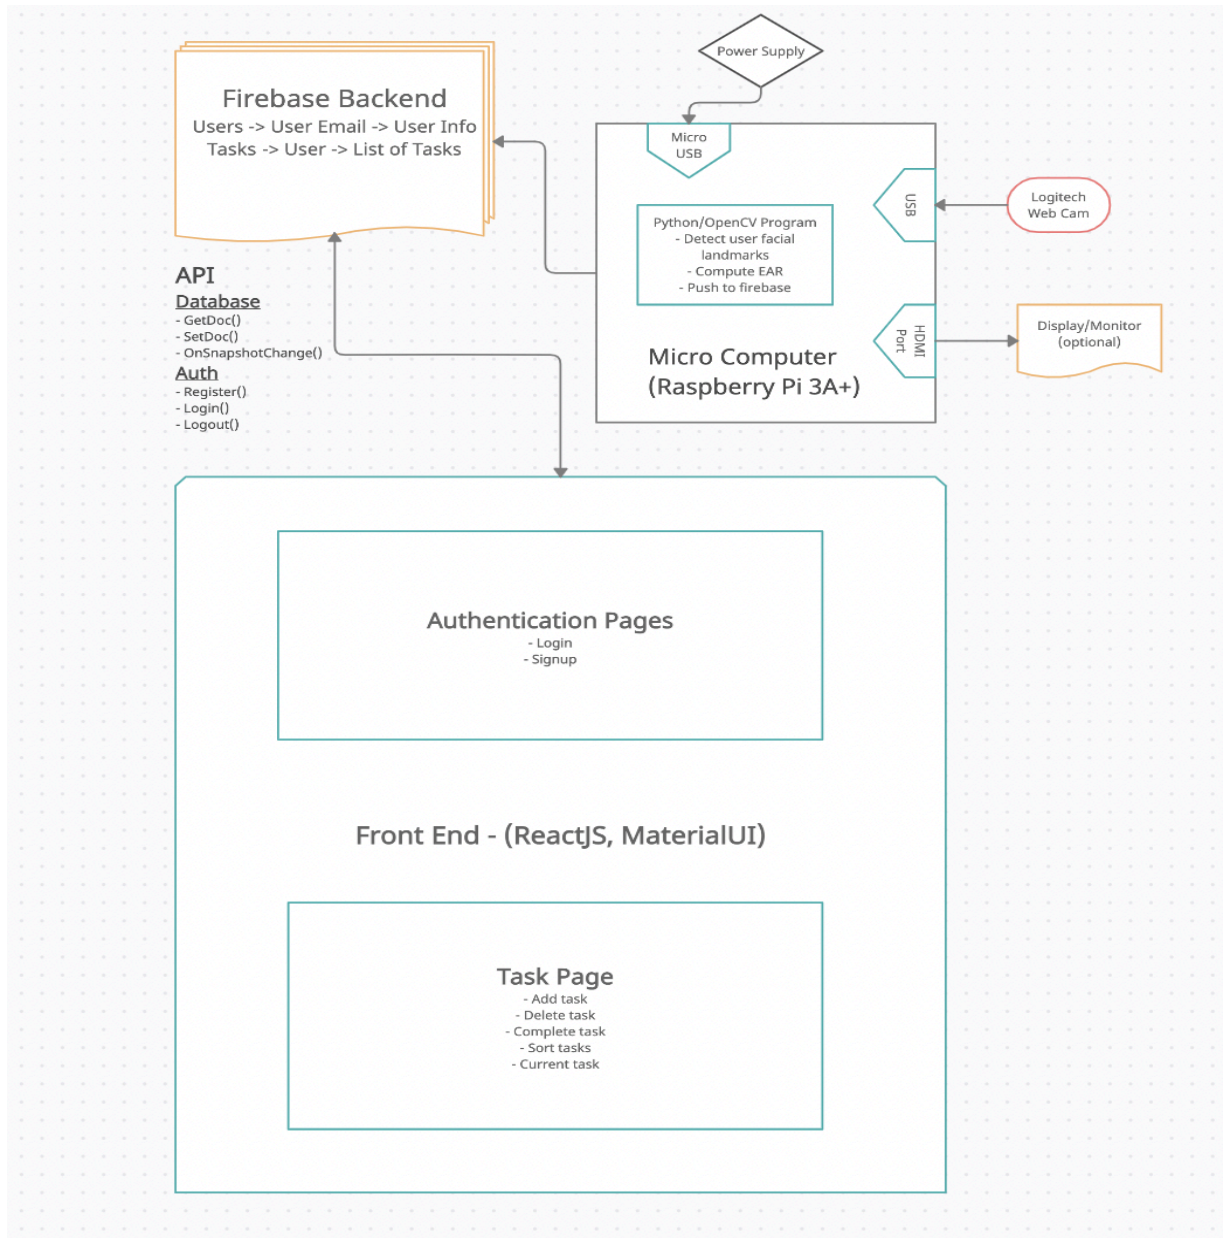 Power Supply
Firebase Backend
Users -> User Email -> User Info
Tasks -> User -> List of Tasks
Micro
USB
USB
Logitech
Web Cam
Python/OpenCV Program
- Detect user facial
landmarks
- Compute EAR
- Push to firebase
HDMI
Port
Display/Monitor
(optional)
Micro Computer
(Raspberry Pi 3A+)
API
Database
- GetDoc()
- SetDoc()
- OnSnapshotChange()
Auth
- Register()
- Login()
- Logout()
Authentication Pages
- Login
- Signup
Front End - (ReactJS, MaterialUI)
Task Page
- Add task
- Delete task
- Complete task
- Sort tasks
- Current task